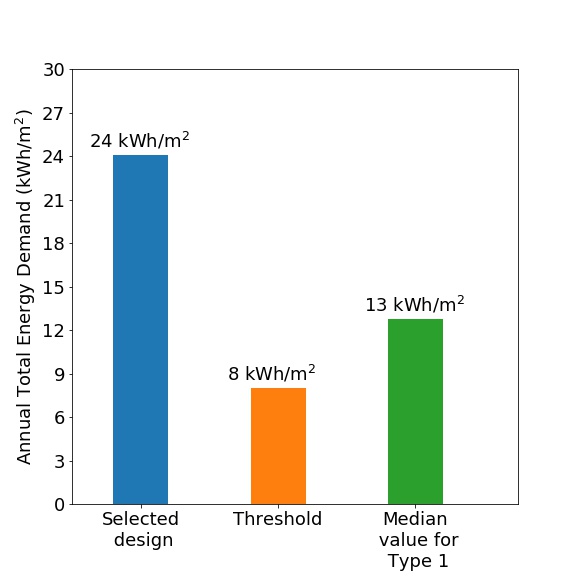 Annual Total Energy Demand (kWh/m²)
30
27
24
21
18
15
12
9
6
3
0
24 kWh/m²
8 kWh/m²
13 kWh/m²
Selected
design
Threshold
Median
value for
Type 1